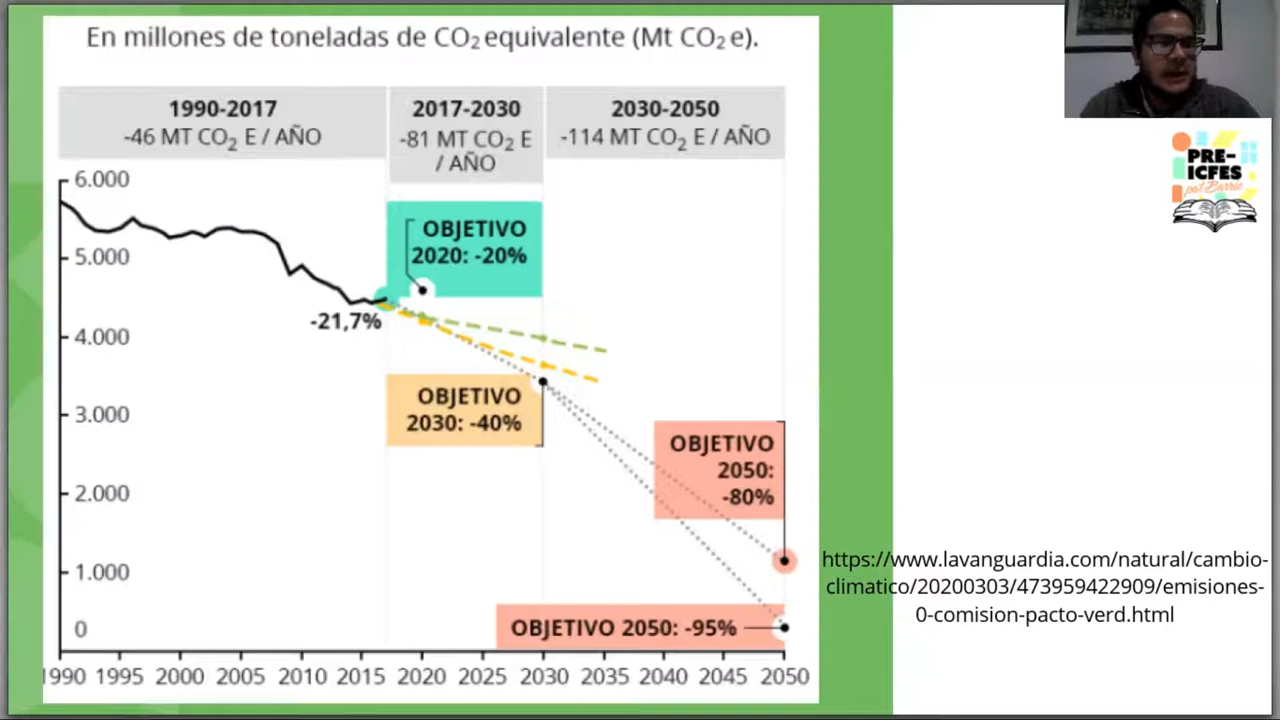 En millones de toneladas de CO₂ equivalente (Mt CO₂ e).
1990-2017
-46 MT CO₂ E / AÑO
2017-2030
-81 MT CO₂ E
/ AÑO
2030-2050
-114 MT CO₂ E / AÑO
6.000
5.000
4.000
3.000
2.000
1.000
0
-21,7%
OBJETIVO
2020: -20%
OBJETIVO
2030: -40%
OBJETIVO
2050:
-80%
OBJETIVO 2050: -95%
1990 1995 2000 2005 2010 2015 2020 2025 2030 2035 2040 2045 2050
PRE-
ICFES
pa'l Barrio
https://www.lavanguardia.com/natural/cambio-
climatico/20200303/473959422909/emisiones-
0-comision-pacto-verd.html